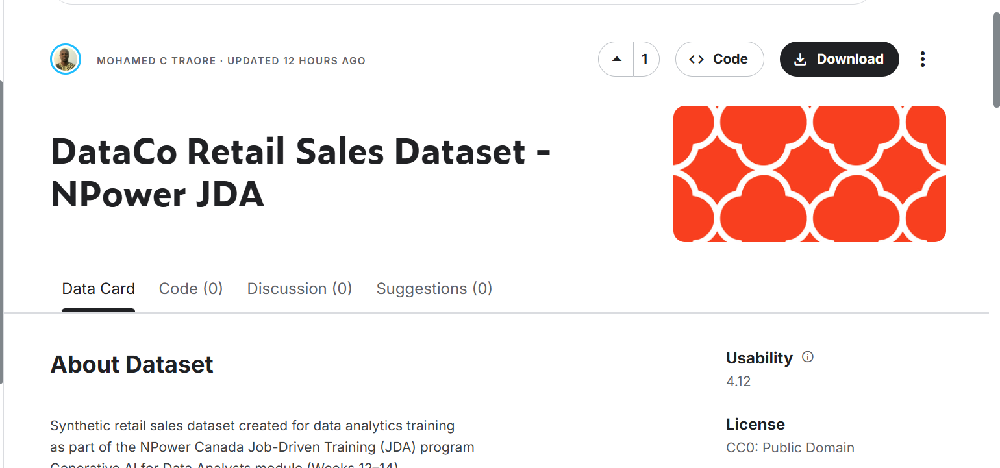 MOHAMED C TRAORE · UPDATED 12 HOURS AGO
1
Code
Download
DataCo Retail Sales Dataset -
NPower JDA
Data Card
Code (0)
Discussion (0)
Suggestions (0)
About Dataset
Synthetic retail sales dataset created for data analytics training
as part of the NPower Canada Job-Driven Training (JDA) program
Generative AI for Data Analysts module (Weeks 12–14)
Usability
4.12
License
CC0: Public Domain